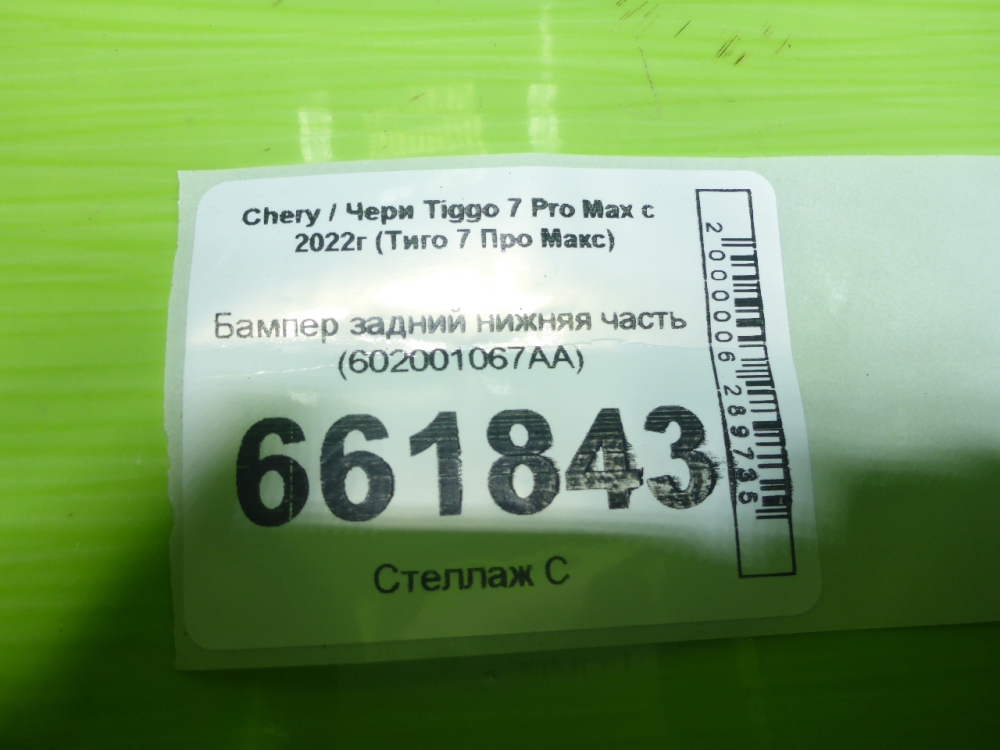 Chery / Чери Tiggo 7 Pro Max с
2022г (Тиго 7 Про Макс)
Бампер задний нижняя часть
(602001067AA)
661843
Стеллаж С
2000006289735